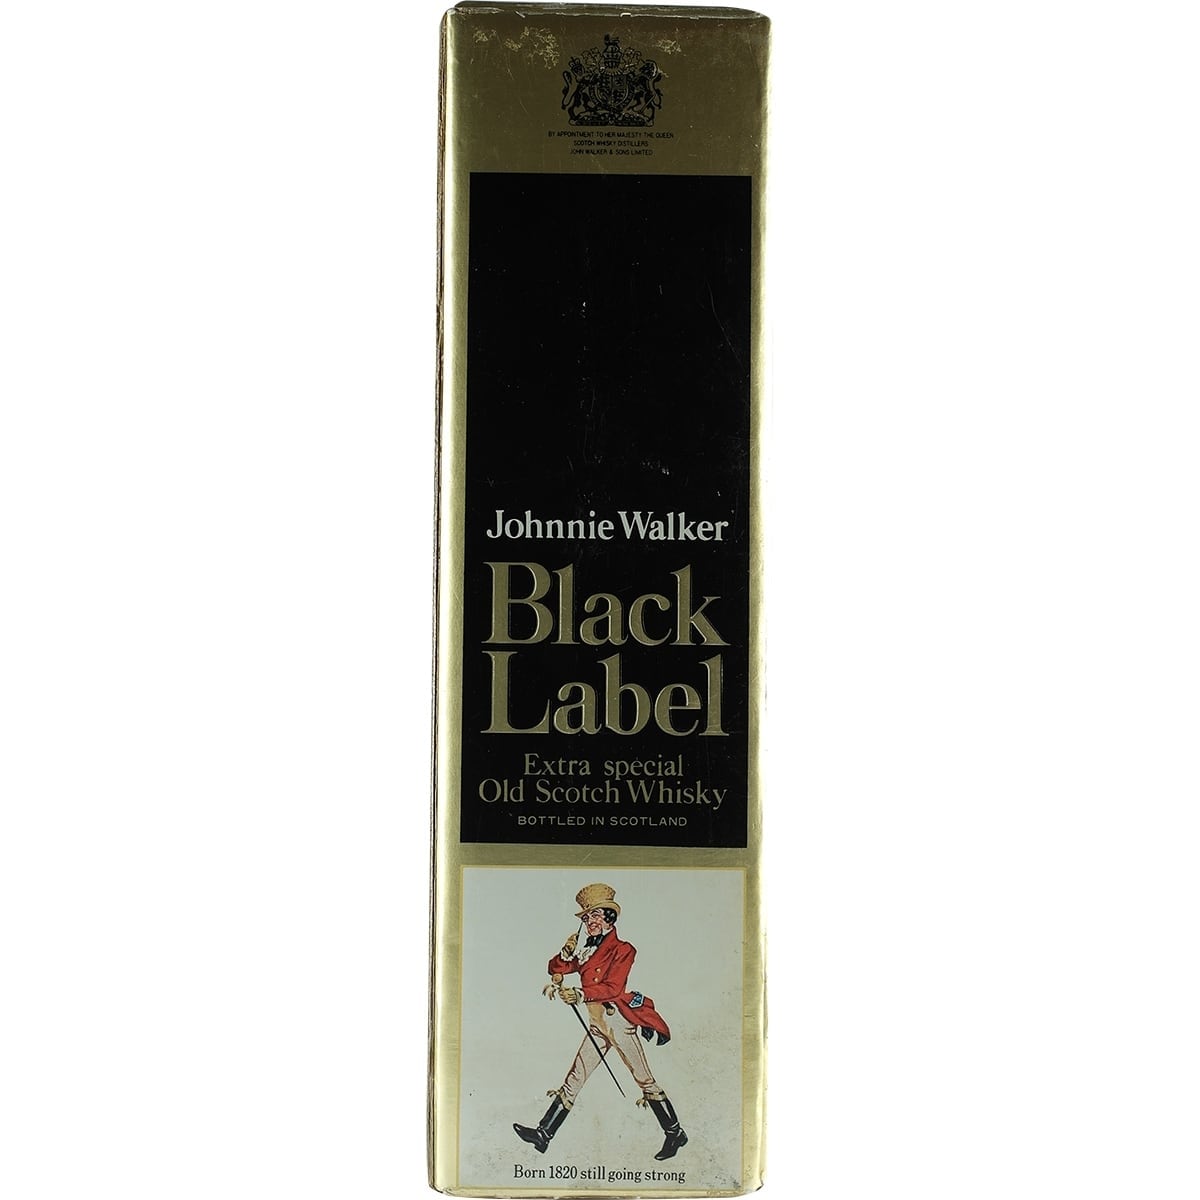 BY APPOINTMENT TO HER MAJESTY THE QUEEN
SCOTCH WHISKY DISTILLERS
JOHN WALKER & SONS LIMITED
Johnnie Walker
Black
Label
Extra special
Old Scotch Whisky
BOTTLED IN SCOTLAND
Born 1820 still going strong